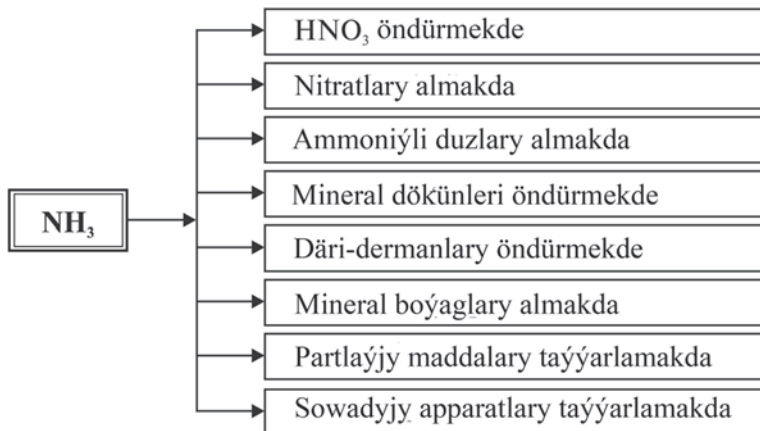 HNO₃ öndürmekde
Nitratlary almakda
Ammoniýli duzlary almakda
Mineral dökünleri öndürmekde
NH₃
Däri-dermanlary öndürmekde
Mineral boýaglary almakda
Partlaýjy maddalary taýýarlamakda
Sowadyjy apparatlary taýýarlamakda